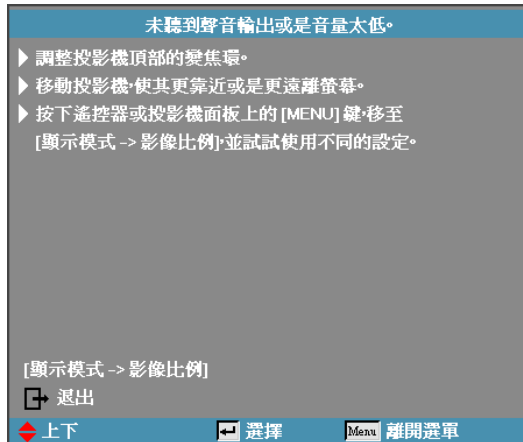 未聽到聲音輸出或是音量太低。
調整投影機頂部的變焦環。
移動投影機,使其更靠近或是更遠離螢幕。
按下遙控器或投影機面板上的 [MENU] 鍵,移至
[顯示模式 -> 影像比例],並試試使用不同的設定。
[顯示模式 -> 影像比例]
退出
上下 選擇 Menu 離開選單